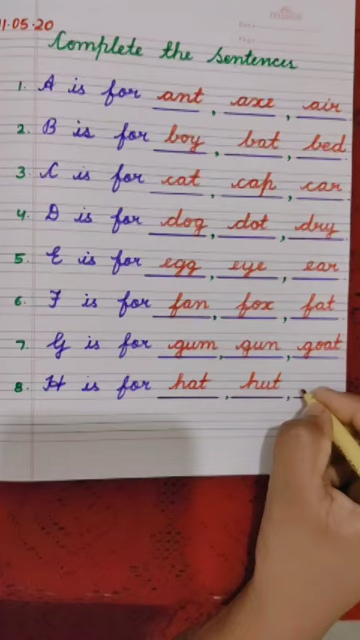 11.05.20
Complete the sentences
1. A is for ant, axe, air
2. B is for boy, bat, bed
3. C is for cat, cap, car
4. D is for dog, dot, dry
5. E is for egg, eye, ear
6. F is for fan, fox, fat
7. G is for gum, gun, goat
8. H is for hat, hut,